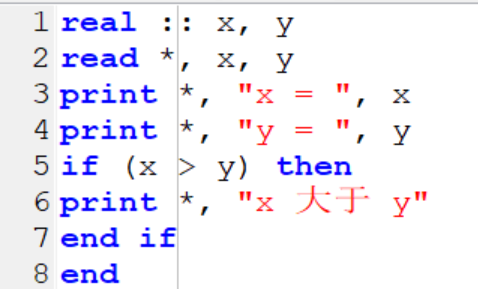 1 real :: x, y
2 read *, x, y
3 print *, "x = ", x
4 print *, "y = ", y
5 if (x > y) then
6 print *, "x 大于 y"
7 end if
8 end